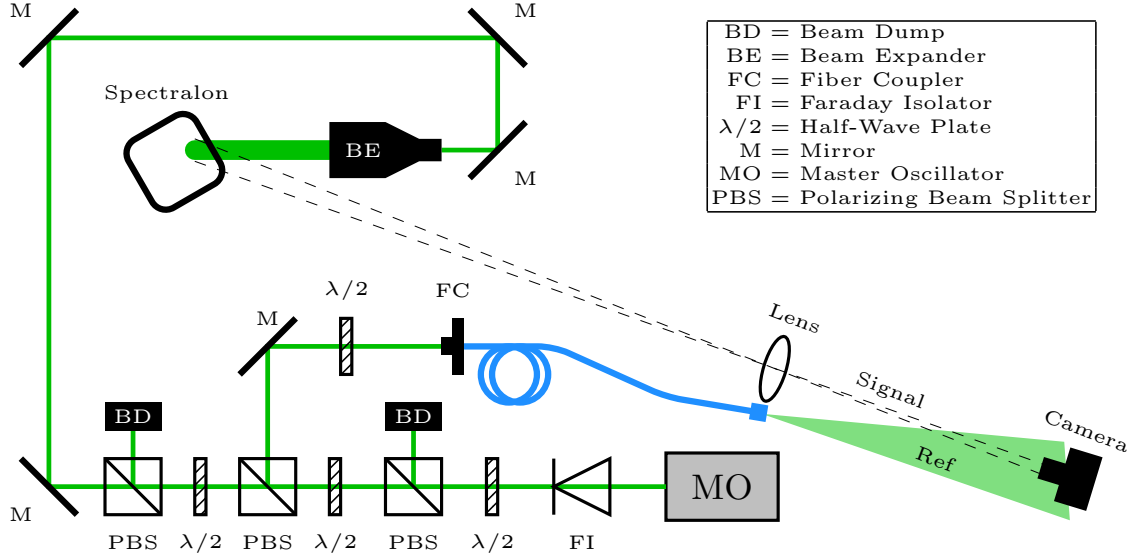 M
M
BD = Beam Dump
BE = Beam Expander
FC = Fiber Coupler
FI = Faraday Isolator
λ/2 = Half-Wave Plate
M = Mirror
MO = Master Oscillator
PBS = Polarizing Beam Splitter
Spectralon
BE
M
λ/2
FC
M
Lens
Signal
Camera
Ref
BD
BD
MO
M
PBS
λ/2
PBS
λ/2
PBS
λ/2
FI